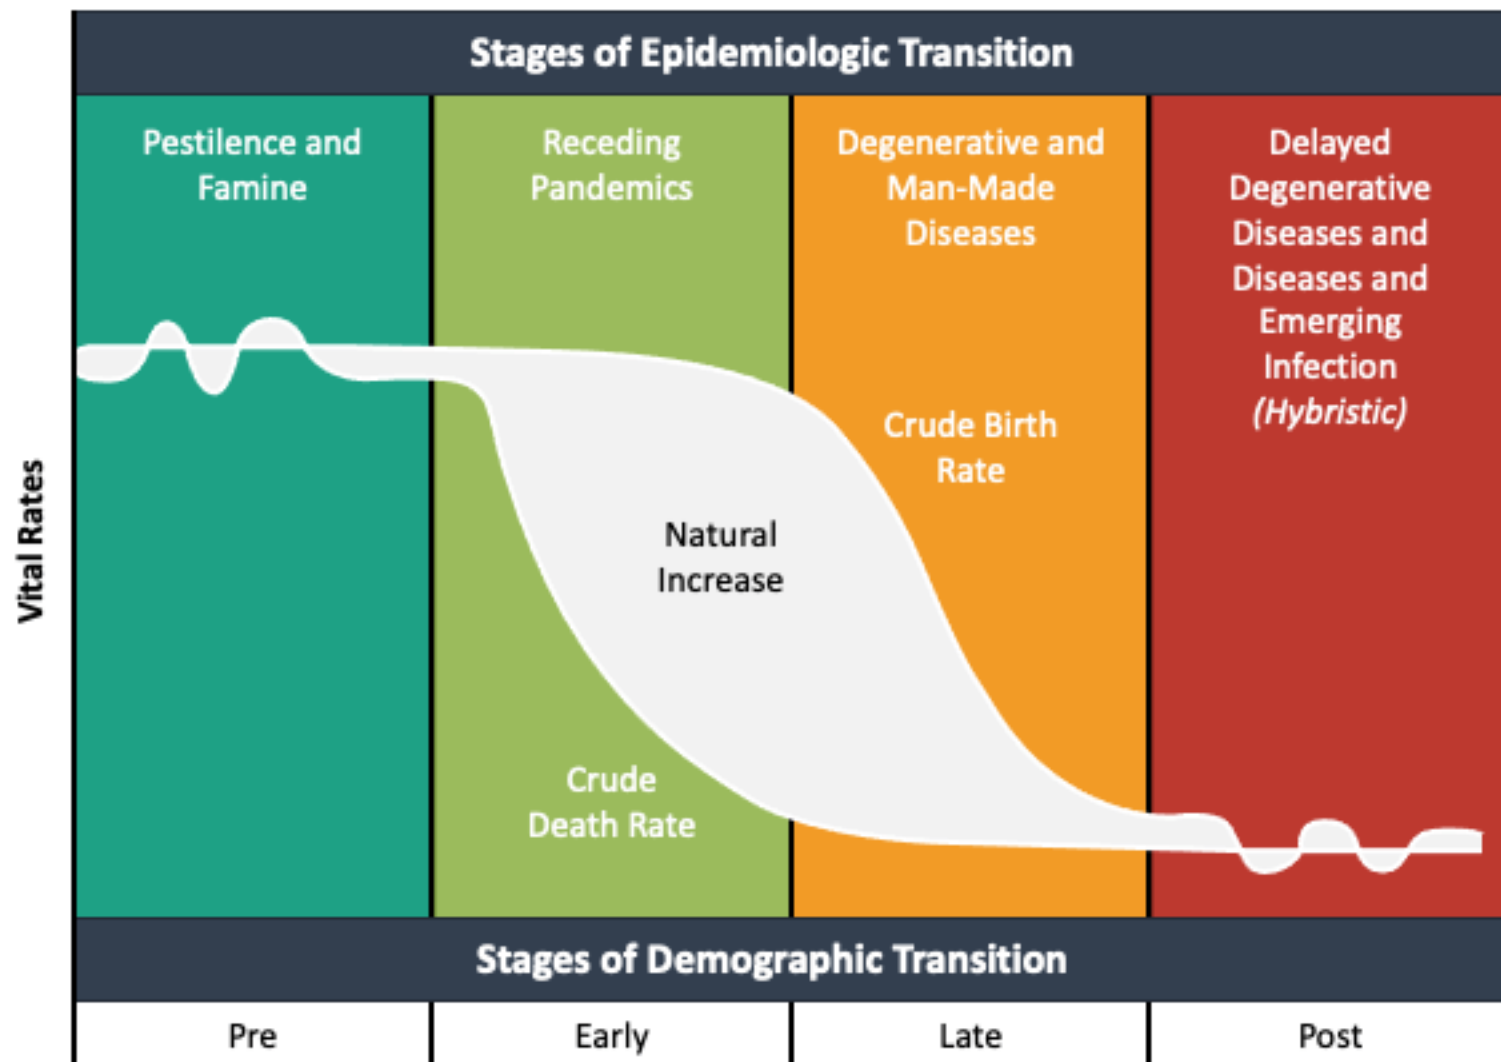 Stages of Epidemiologic Transition
Pestilence and
Famine
Receding
Pandemics
Degenerative and
Man-Made
Diseases
Delayed
Degenerative
Diseases and
Diseases and
Emerging
Infection
(Hybristic)
Vital Rates
Crude Birth
Rate
Natural
Increase
Crude
Death Rate
Stages of Demographic Transition
Pre
Early
Late
Post